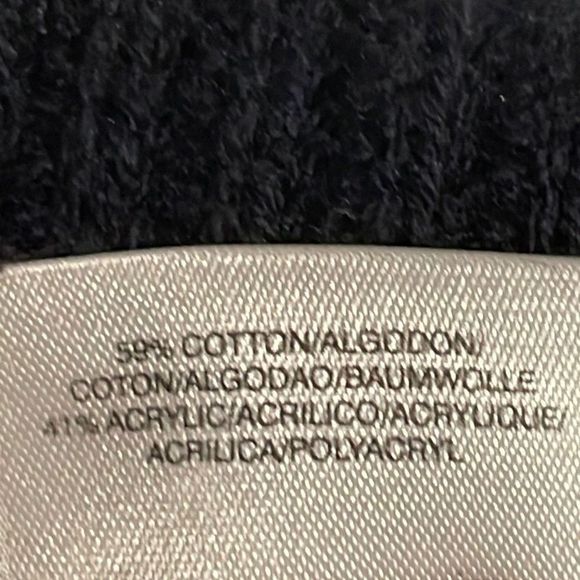 59% COTTON/ALGODON/
COTON/ALGODAO/BAUMWOLLE
41% ACRYLIC/ACRILICO/ACRYLIQUE/
ACRILICA/POLYACRYL